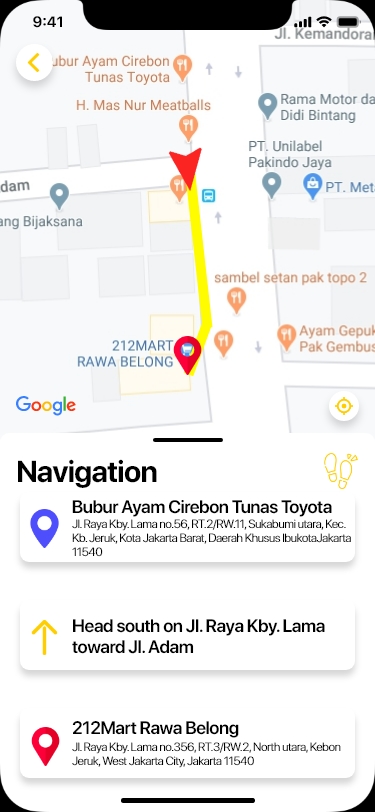 9:41
Jl. Kemandora
ubur Ayam Cirebon
Tunas Toyota
H. Mas Nur Meatballs
Rama Motor da
Didi Bintang
PT. Unilabel
Pakindo Jaya
dam
PT. Meta
ang Bijaksana
sambel setan pak topo 2
Ayam Gepuk
Pak Gembus
212MART
RAWA BELONG
Google
Navigation
Bubur Ayam Cirebon Tunas Toyota
Jl. Raya Kby. Lama no.56, RT.2/RW.11, Sukabumi utara, Kec.
Kb. Jeruk, Kota Jakarta Barat, Daerah Khusus IbukotaJakarta
11540
Head south on Jl. Raya Kby. Lama
toward Jl. Adam
212Mart Rawa Belong
Jl. Raya Kby. Lama no.356, RT.3/RW.2, North utara, Kebon
Jeruk, West Jakarta City, Jakarta 11540